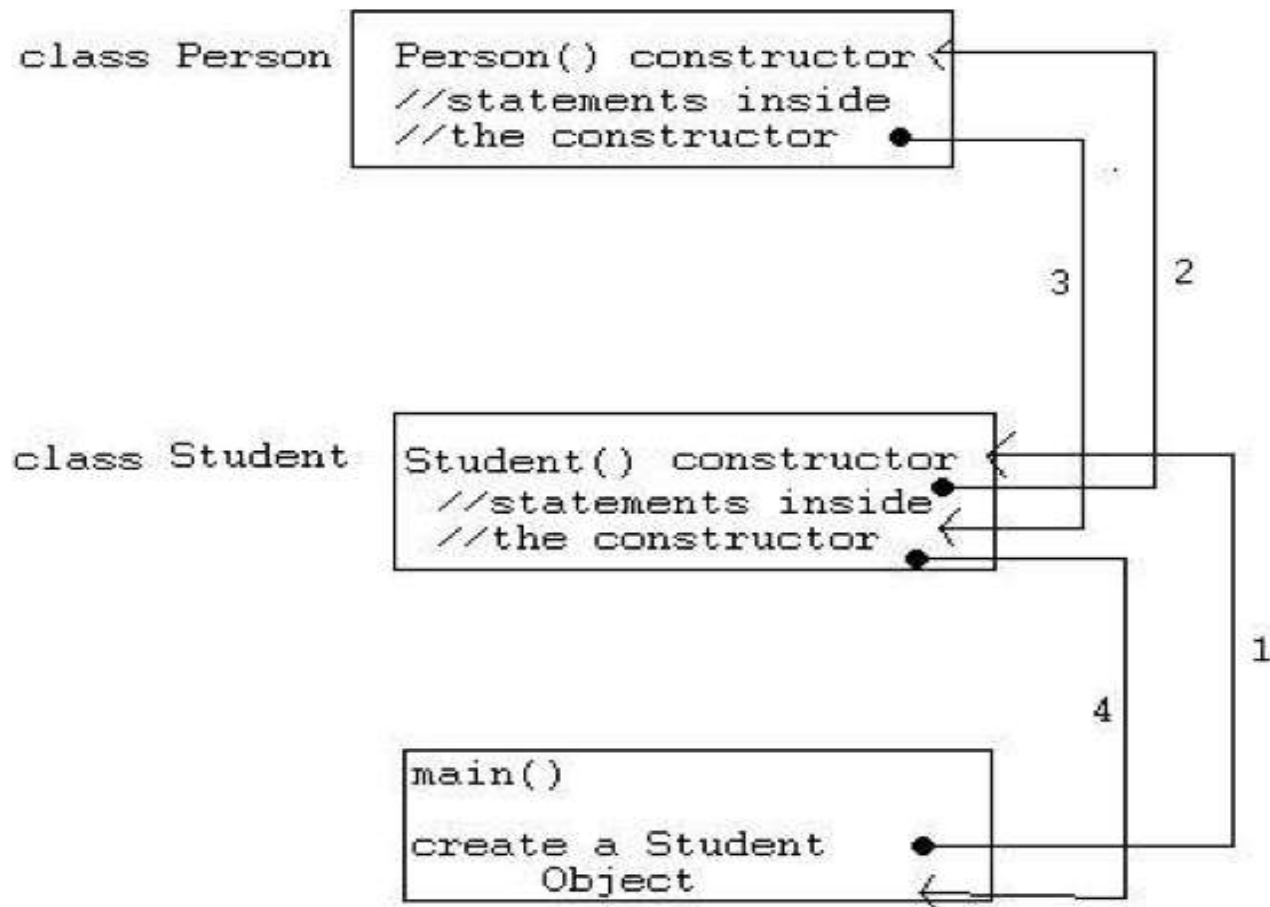 class Person
Person() constructor
//statements inside
//the constructor
3
2
class Student
Student() constructor
//statements inside
//the constructor
1
4
main()
create a Student
Object